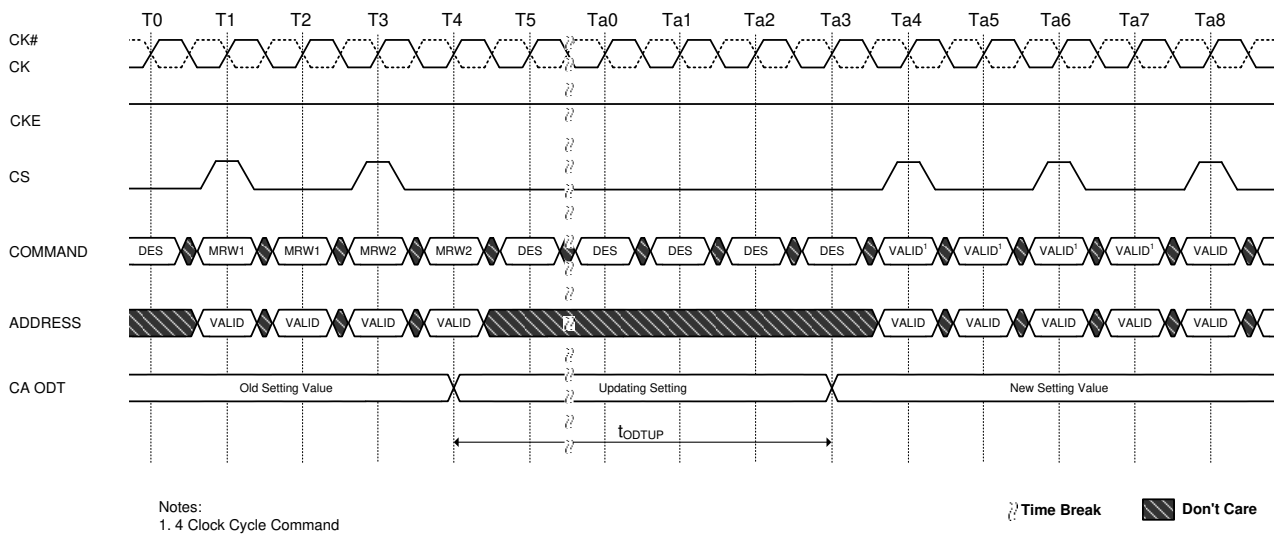 T0 T1 T2 T3 T4 T5 Ta0 Ta1 Ta2 Ta3 Ta4 Ta5 Ta6 Ta7 Ta8
CK#
CK
CKE
CS
COMMAND DES MRW1 MRW1 MRW2 MRW2 DES DES DES DES DES VALID¹ VALID¹ VALID¹ VALID¹ VALID
ADDRESS VALID VALID VALID VALID VALID VALID VALID VALID VALID
CA ODT Old Setting Value Updating Setting New Setting Value
tODTUP
Notes:
1. 4 Clock Cycle Command
Time Break Don't Care